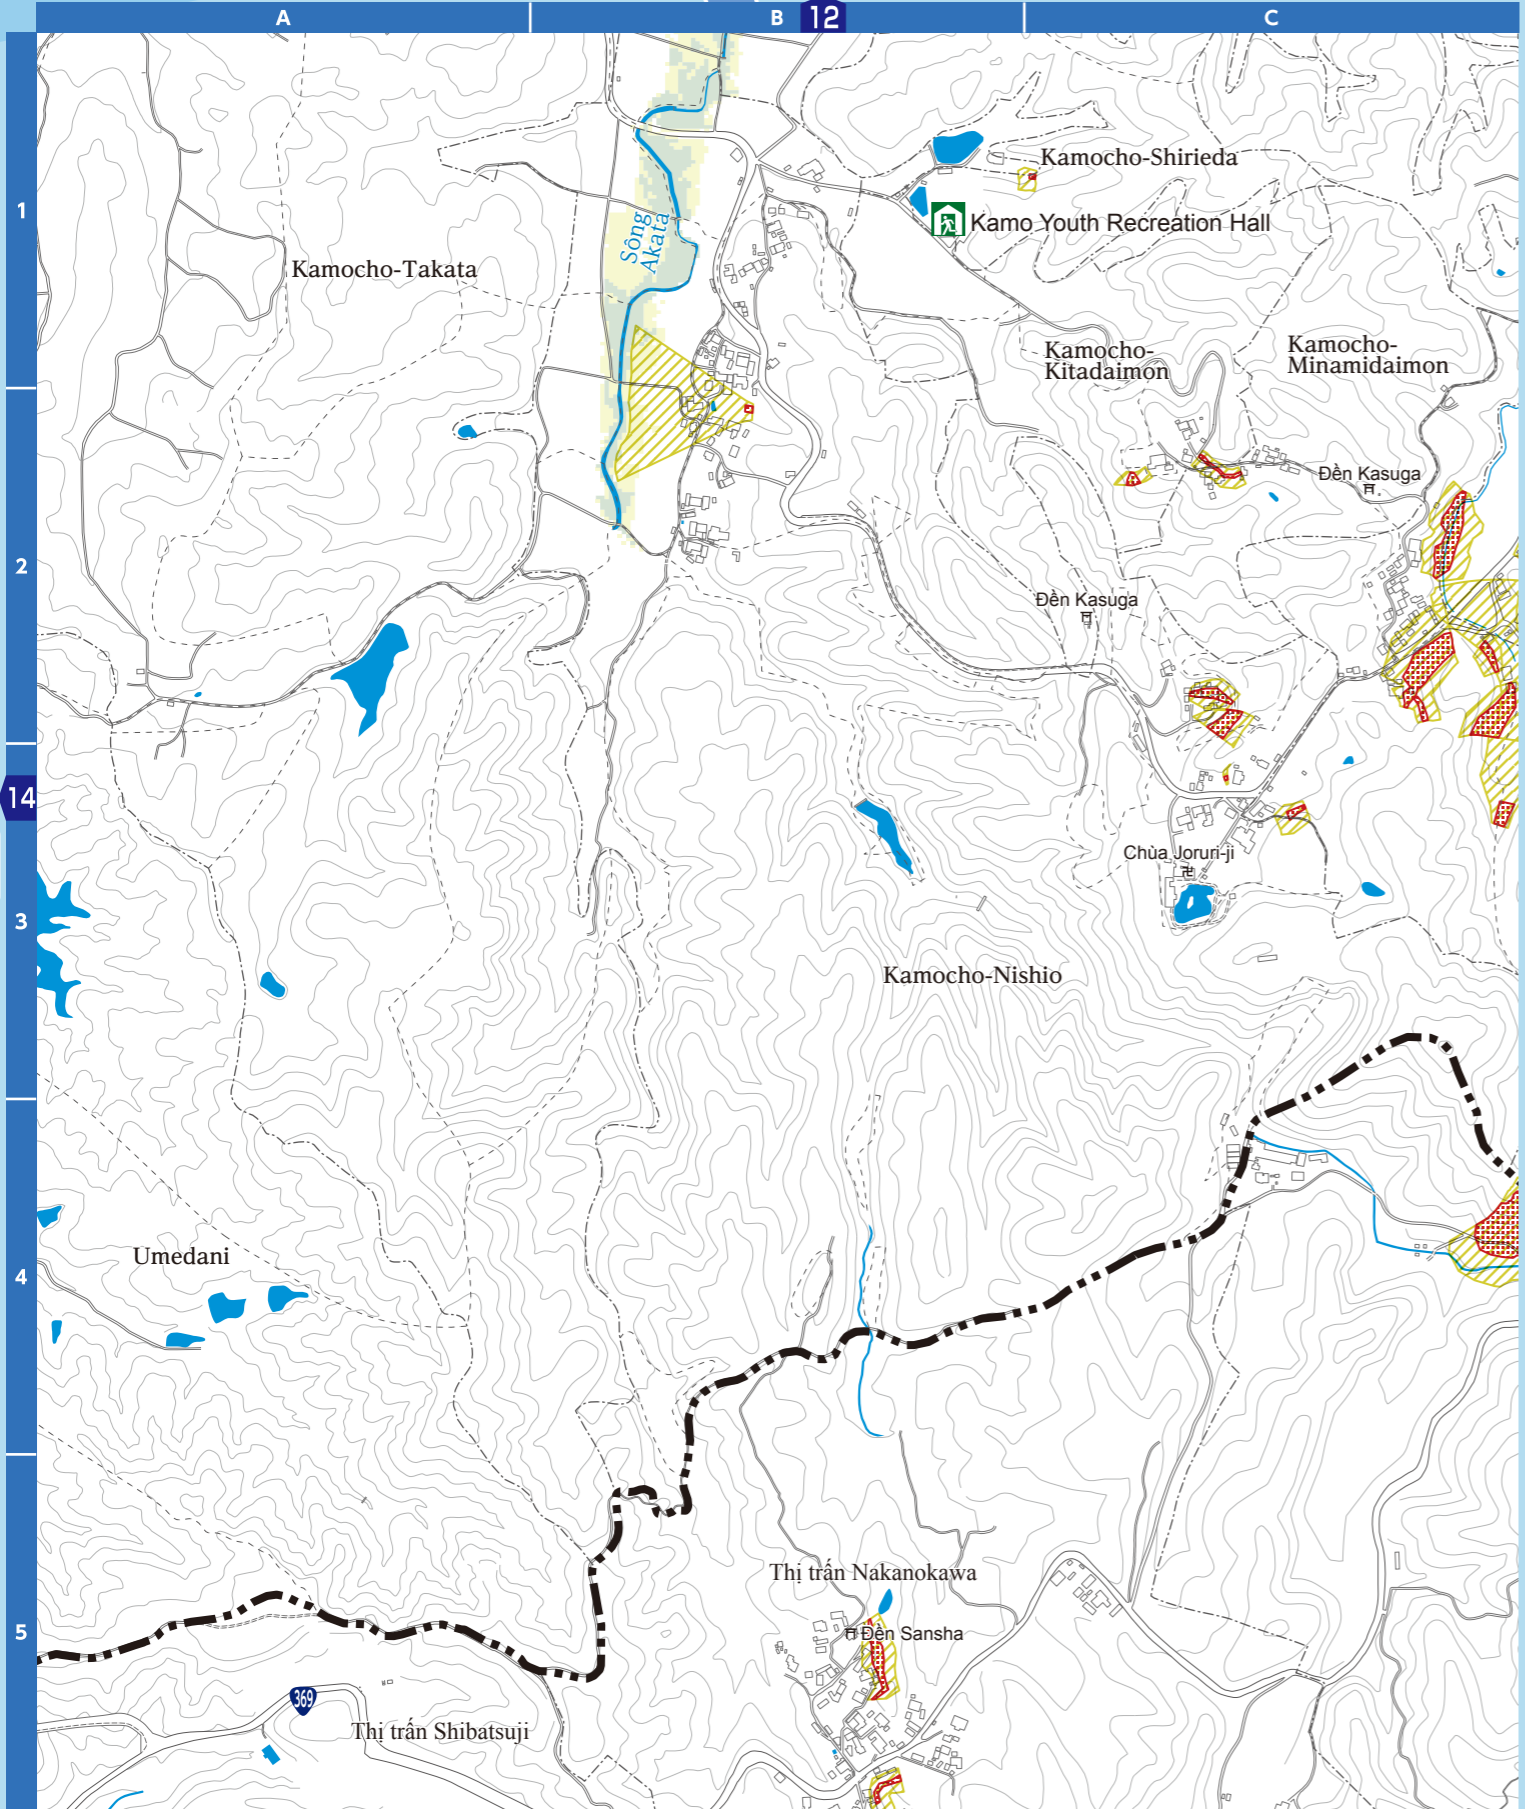 A
B
12
C
1
2
14
3
4
5
Kamocho-Shirieda
Kamo Youth Recreation Hall
Sông
Akata
Kamocho-Takata
Kamocho-
Kitadaimon
Kamocho-
Minamidaimon
Đền Kasuga
Đền Kasuga
Chùa Joruri-ji
Kamocho-Nishio
Umedani
Thị trấn Nakanokawa
Đền Sansha
369
Thị trấn Shibatsuji